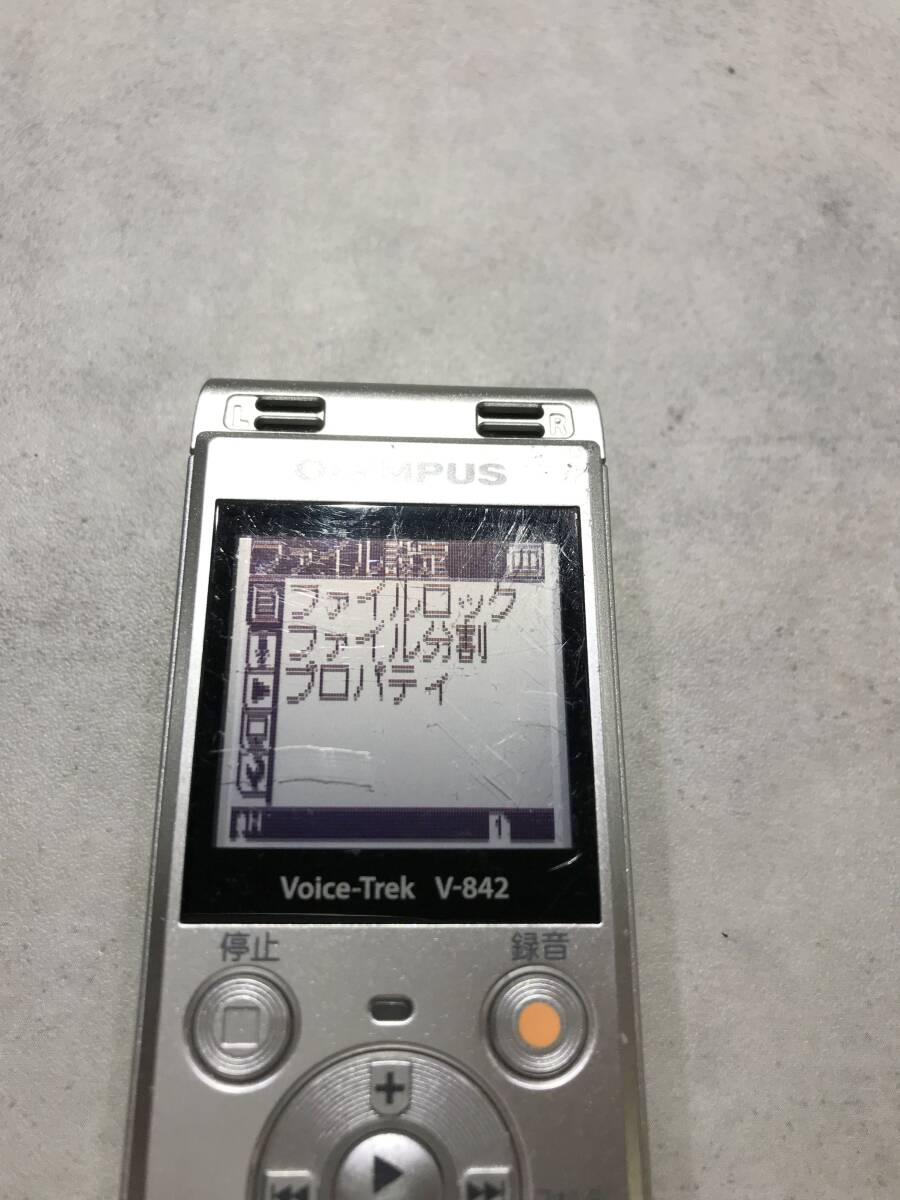 L R
OLYMPUS
ファイル設定
ファイルロック
ファイル分割
プロパティ
Voice-Trek V-842
停止 録音